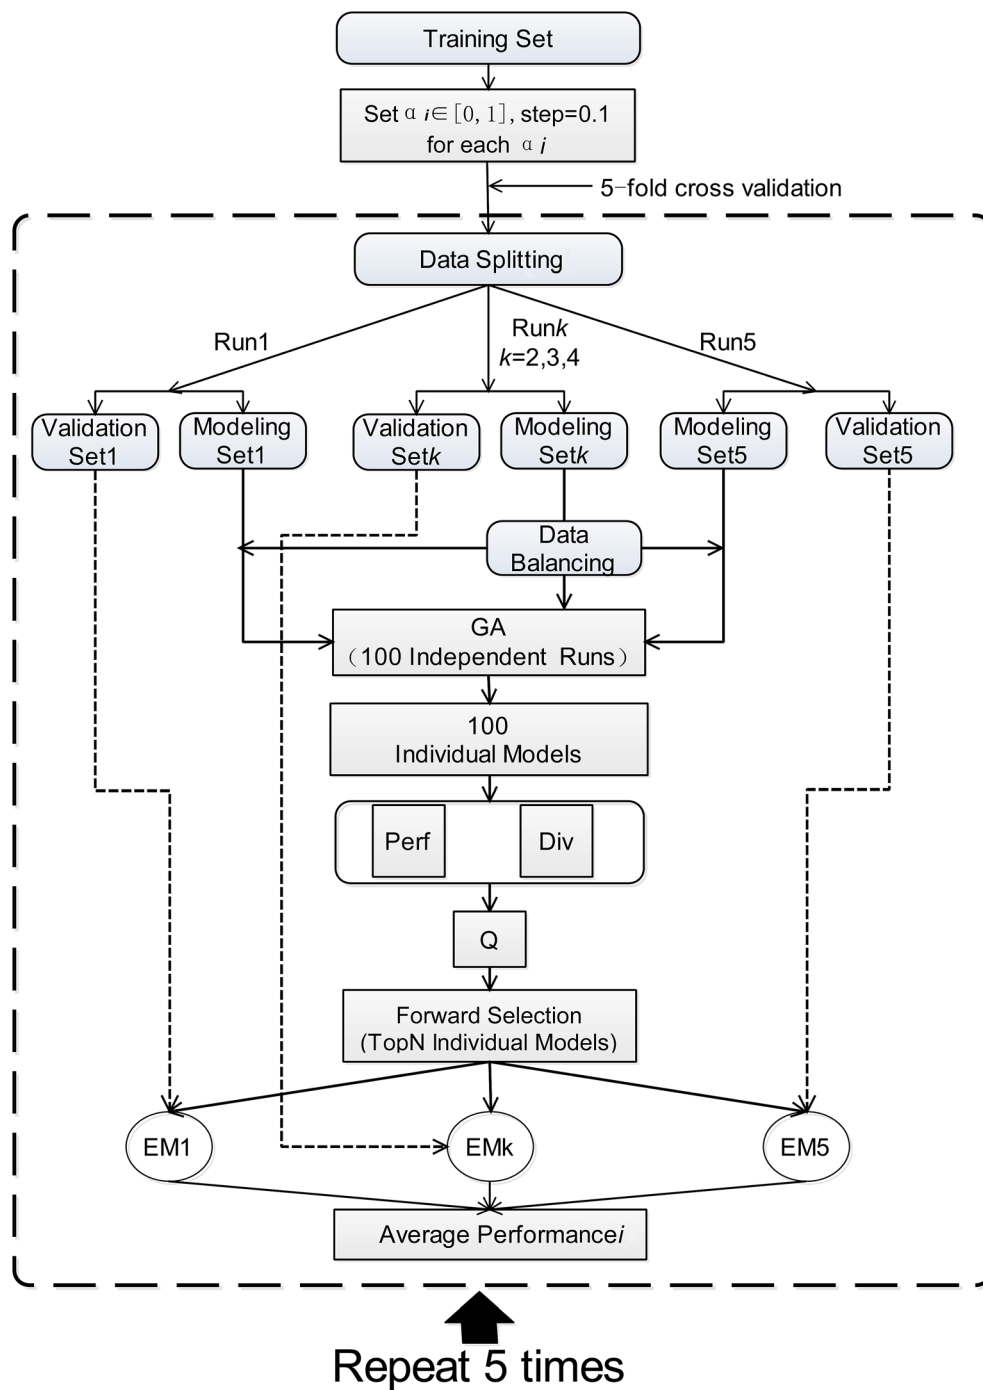 Training Set
Set α i∈[0, 1], step=0.1
for each α i
5-fold cross validation
Data Splitting
Run1
Runk
k=2,3,4
Run5
Validation
Set1
Modeling
Set1
Validation
Setk
Modeling
Setk
Modeling
Set5
Validation
Set5
Data
Balancing
GA
(100 Independent Runs)
100
Individual Models
Perf
Div
Q
Forward Selection
(TopN Individual Models)
EM1
EMk
EM5
Average Performancei
Repeat 5 times